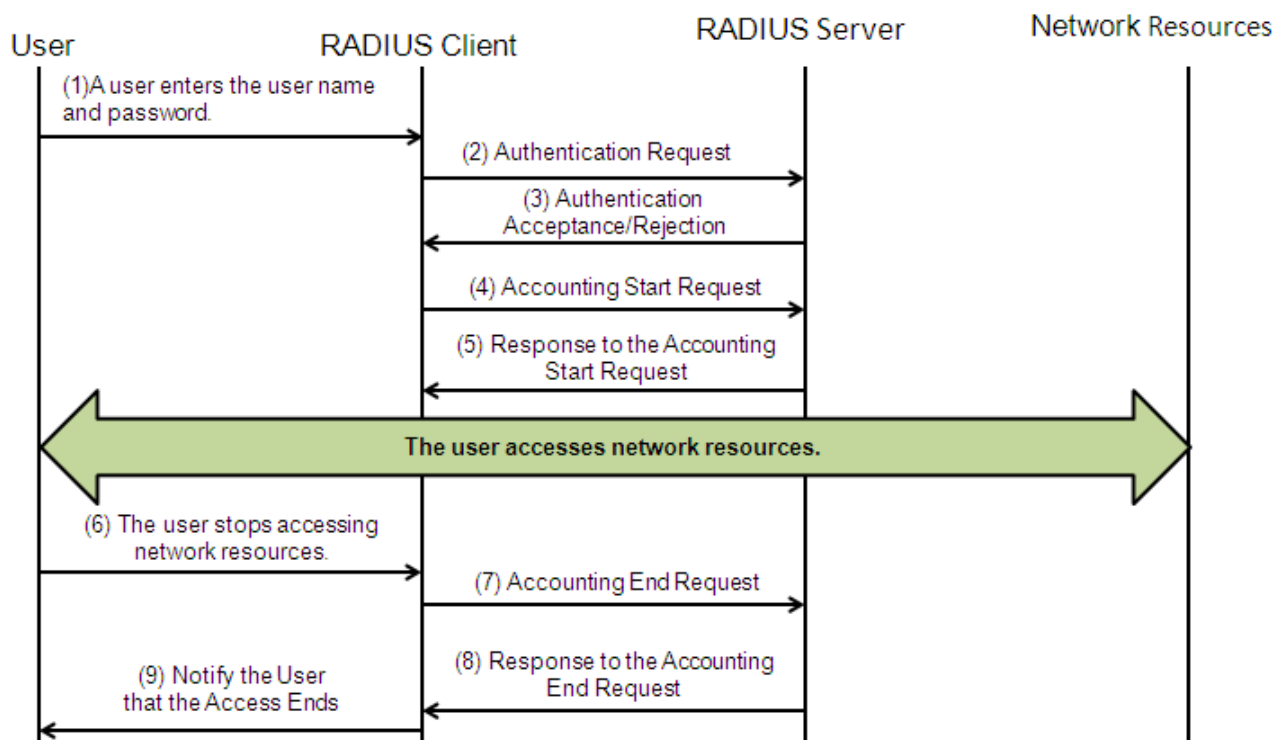 User
RADIUS Client
RADIUS Server
Network Resources
(1)A user enters the user name
and password.
(2) Authentication Request
(3) Authentication
Acceptance/Rejection
(4) Accounting Start Request
(5) Response to the Accounting
Start Request
The user accesses network resources.
(6) The user stops accessing
network resources.
(7) Accounting End Request
(8) Response to the Accounting
End Request
(9) Notify the User
that the Access Ends